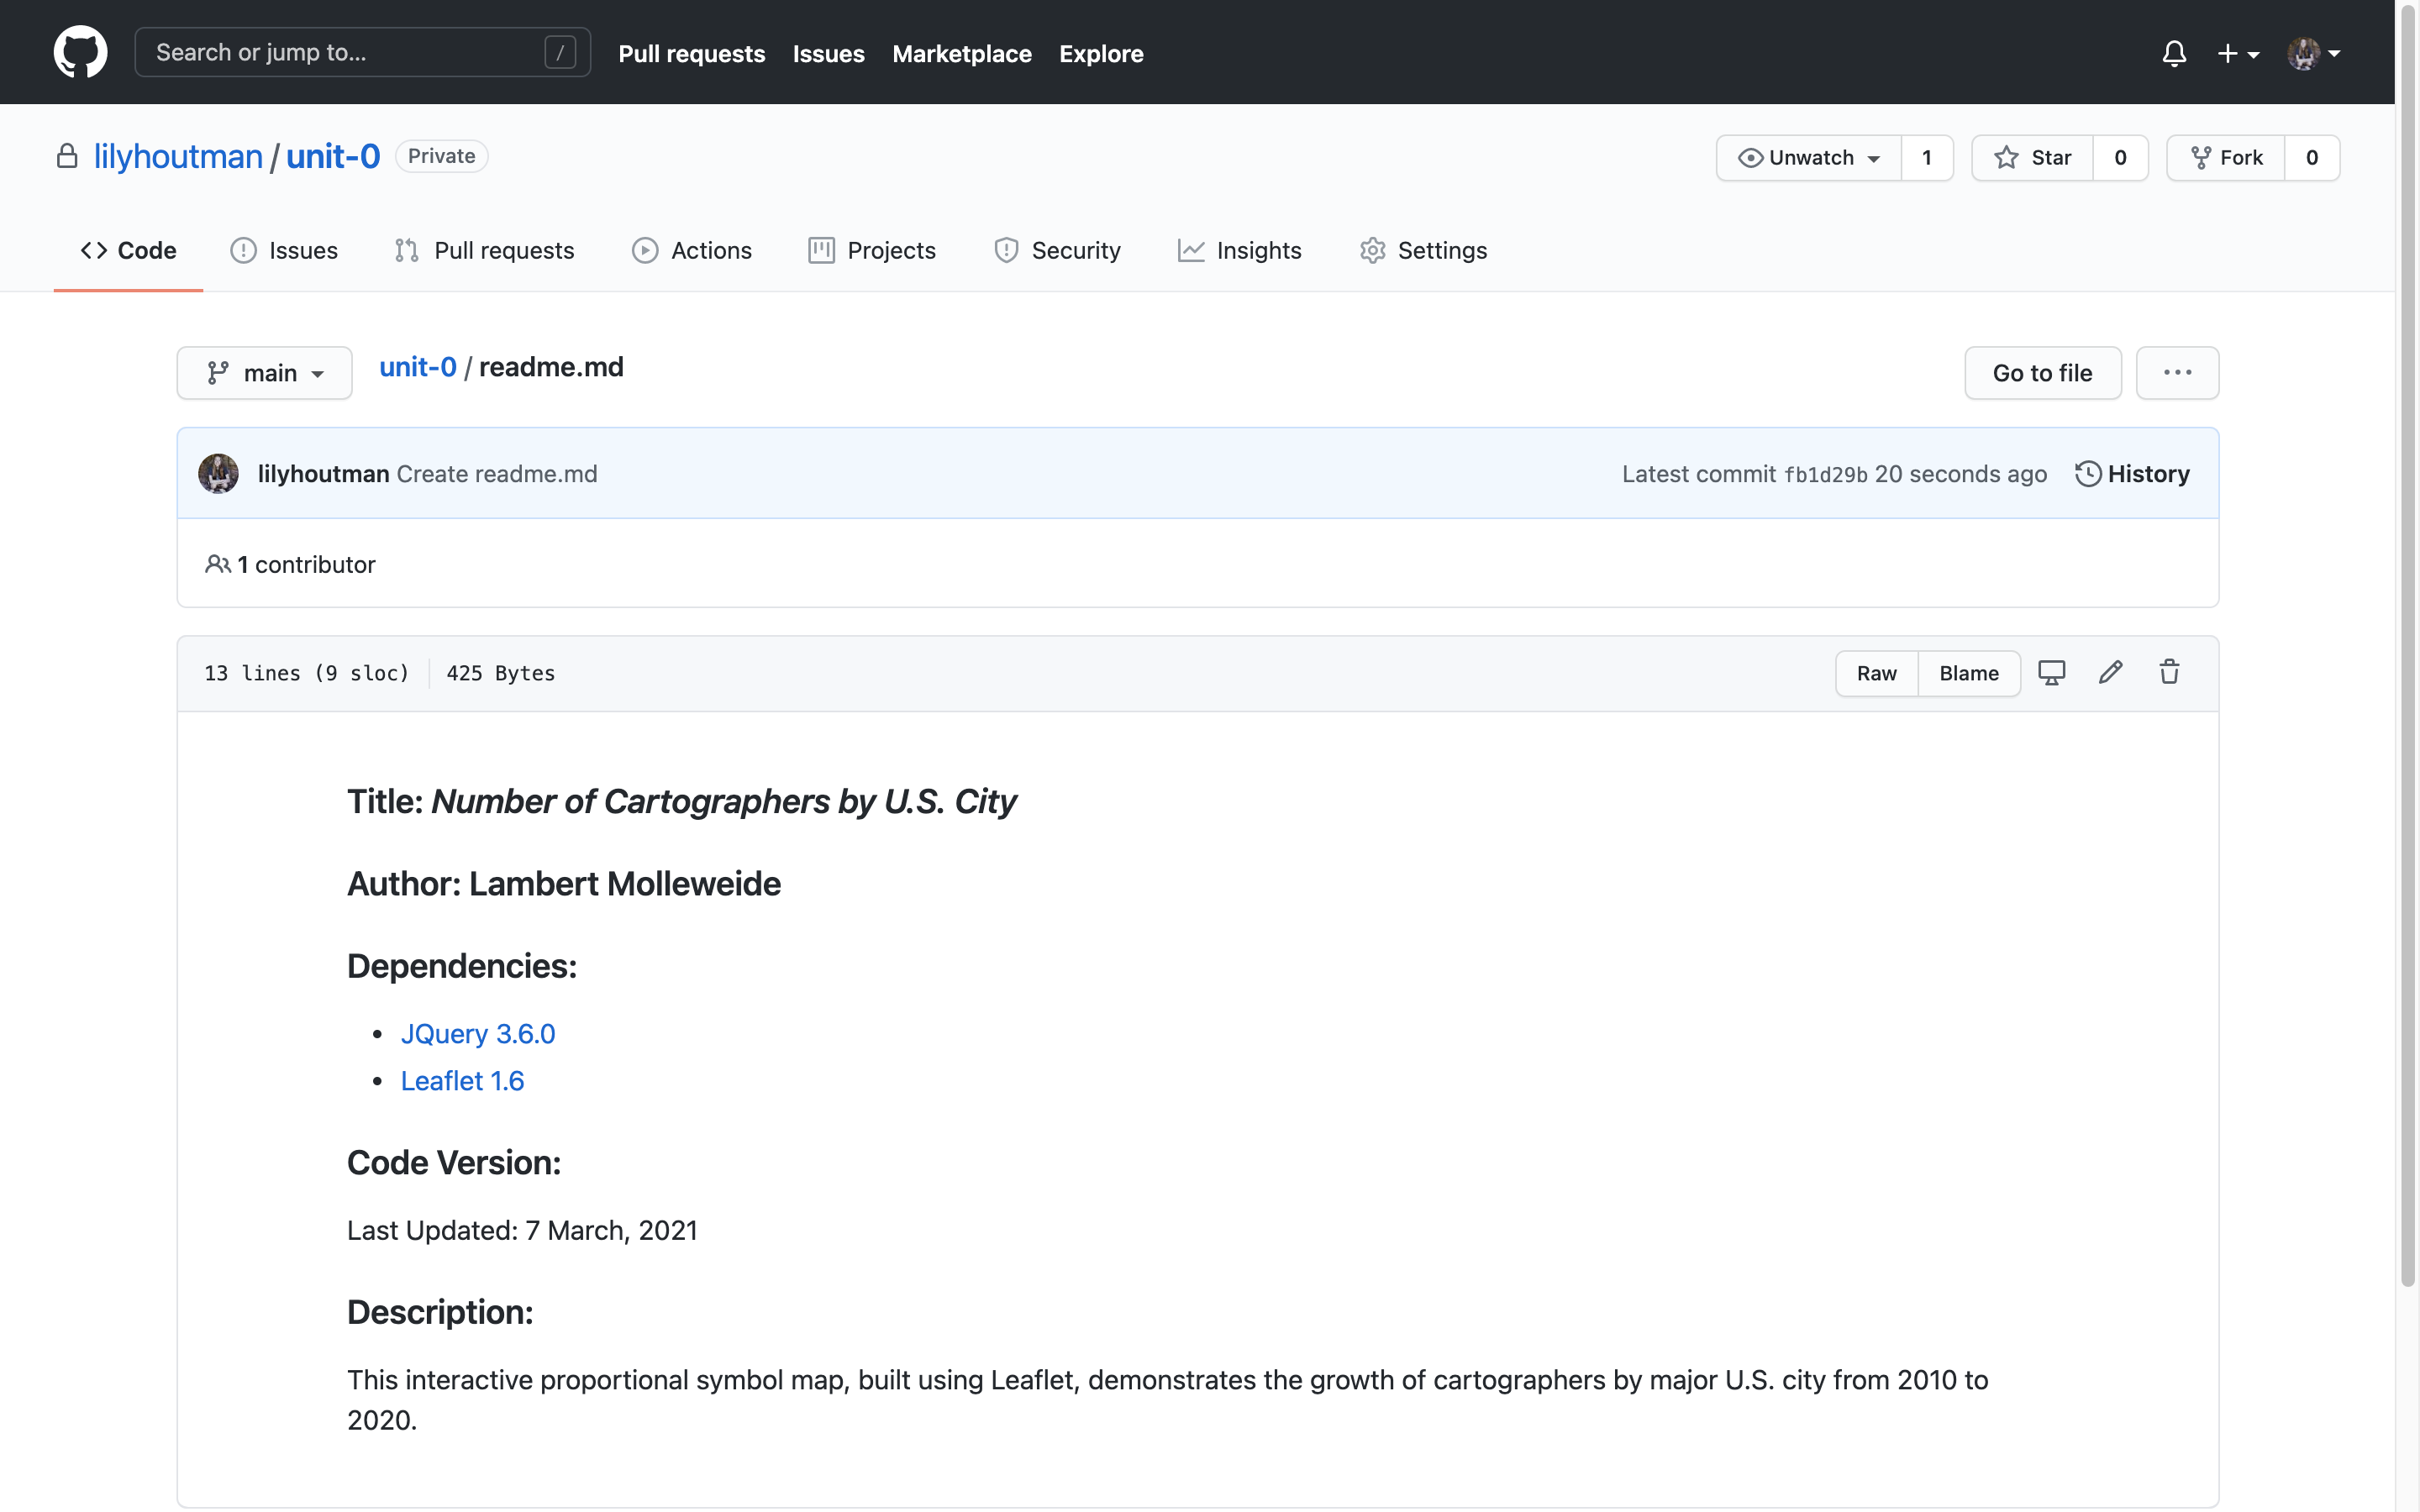 Search or jump to... /
Pull requests Issues Marketplace Explore
lilyhoutman / unit-0 Private
Unwatch 1 Star 0 Fork 0
Code Issues Pull requests Actions Projects Security Insights Settings
main unit-0 / readme.md Go to file ...
lilyhoutman Create readme.md Latest commit fb1d29b 20 seconds ago History
1 contributor
13 lines (9 sloc) 425 Bytes Raw Blame
Title: Number of Cartographers by U.S. City
Author: Lambert Molleweide
Dependencies:
• JQuery 3.6.0
• Leaflet 1.6
Code Version:
Last Updated: 7 March, 2021
Description:
This interactive proportional symbol map, built using Leaflet, demonstrates the growth of cartographers by major U.S. city from 2010 to
2020.